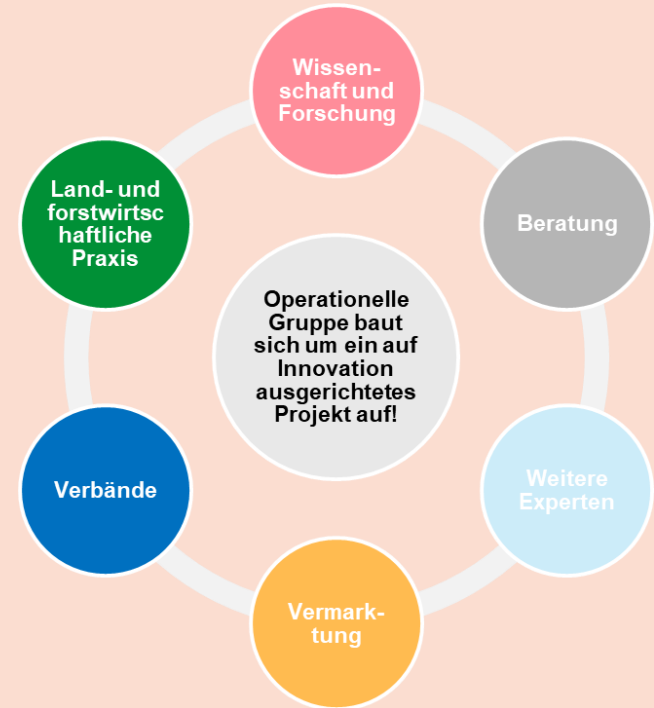 Wissen-
schaft und
Forschung
Beratung
Weitere
Experten
Vermark-
tung
Verbände
Land- und
forstwirtsc
haftliche
Praxis
Operationelle
Gruppe baut
sich um ein auf
Innovation
ausgerichtetes
Projekt auf!